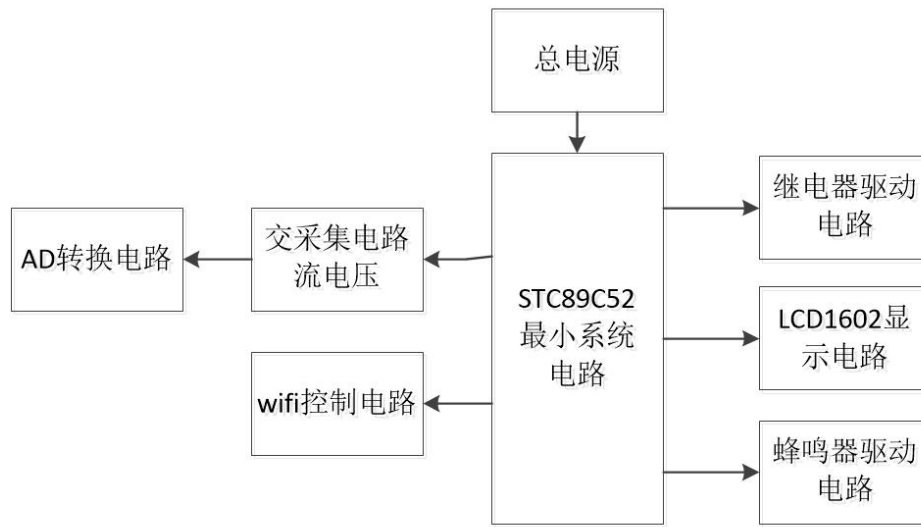 总电源
继电器驱动
电路
AD转换电路
交采集电路
流电压
STC89C52
最小系统
电路
LCD1602显
示电路
wifi控制电路
蜂鸣器驱动
电路